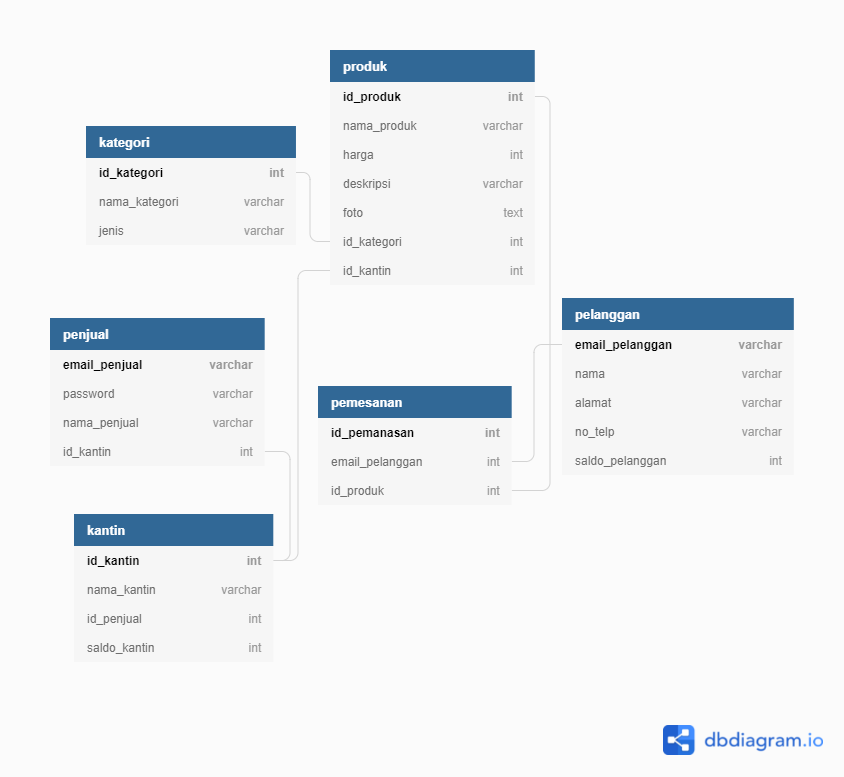 produk
id_produk int
nama_produk varchar
harga int
deskripsi varchar
foto text
id_kategori int
id_kantin int
kategori
id_kategori int
nama_kategori varchar
jenis varchar
penjual
email_penjual varchar
password varchar
nama_penjual varchar
id_kantin int
pelanggan
email_pelanggan varchar
nama varchar
alamat varchar
no_telp varchar
saldo_pelanggan int
pemesanan
id_pemanasan int
email_pelanggan int
id_produk int
kantin
id_kantin int
nama_kantin varchar
id_penjual int
saldo_kantin int
dbdiagram.io